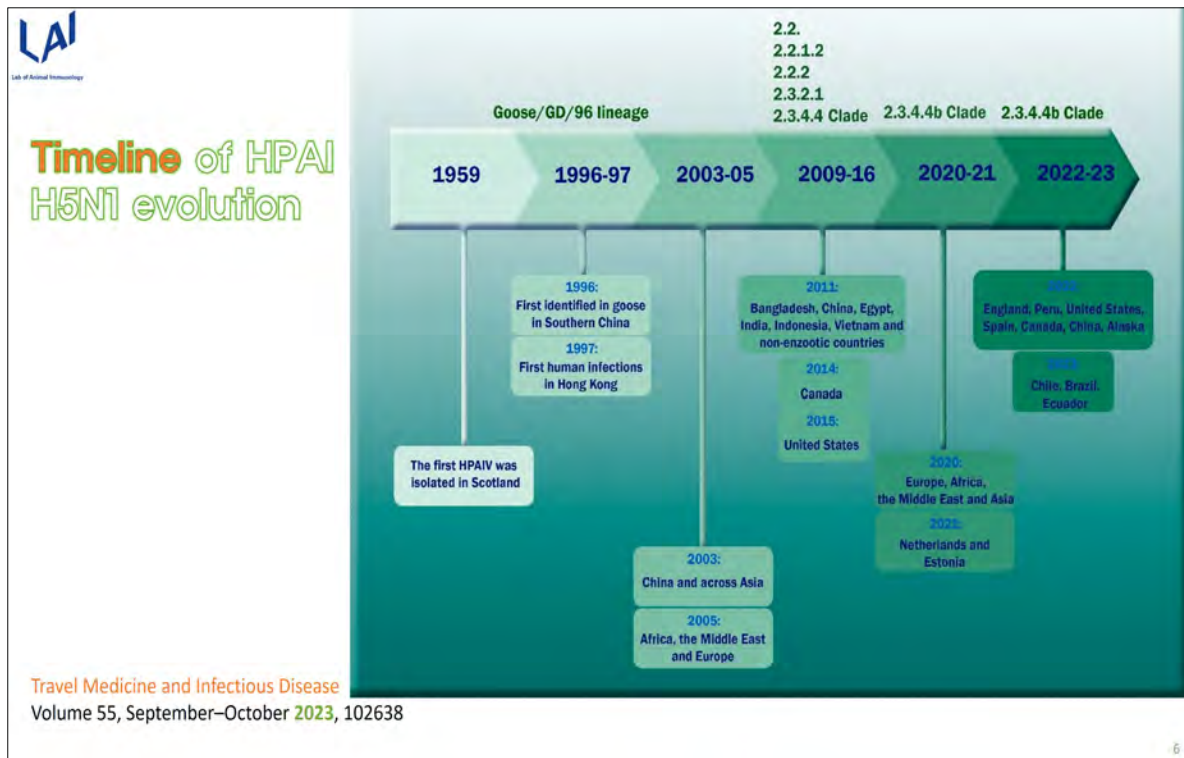 LAI
Lab of Animal Immunology
Timeline of HPAI
H5N1 evolution
2.2.
2.2.1.2
2.2.2
2.3.2.1
2.3.4.4 Clade
Goose/GD/96 lineage
2.3.4.4b Clade
2.3.4.4b Clade
1959
1996-97
2003-05
2009-16
2020-21
2022-23
The first HPAIV was
isolated in Scotland
1996:
First identified in goose
in Southern China
1997:
First human infections
in Hong Kong
2003:
China and across Asia
2005:
Africa, the Middle East
and Europe
2011:
Bangladesh, China, Egypt,
India, Indonesia, Vietnam and
non-enzootic countries
2014:
Canada
2015:
United States
2020:
Europe, Africa,
the Middle East and Asia
2021:
Netherlands and
Estonia
England, Peru, United States,
Spain, Canada, China, Alaska
Chile, Brazil,
Ecuador
Travel Medicine and Infectious Disease
Volume 55, September–October 2023, 102638
6